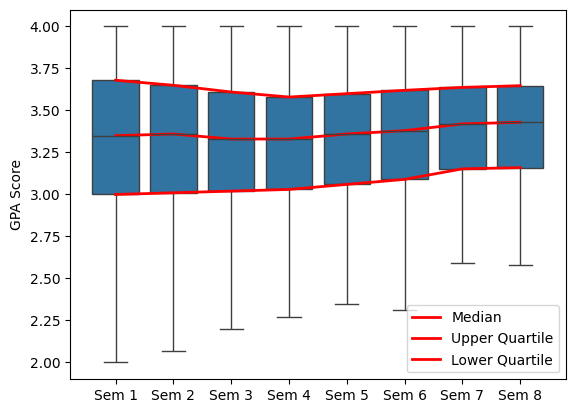 4.00
3.75
3.50
3.25
3.00
2.75
2.50
2.25
2.00
GPA Score
Median
Upper Quartile
Lower Quartile
Sem 1 Sem 2 Sem 3 Sem 4 Sem 5 Sem 6 Sem 7 Sem 8